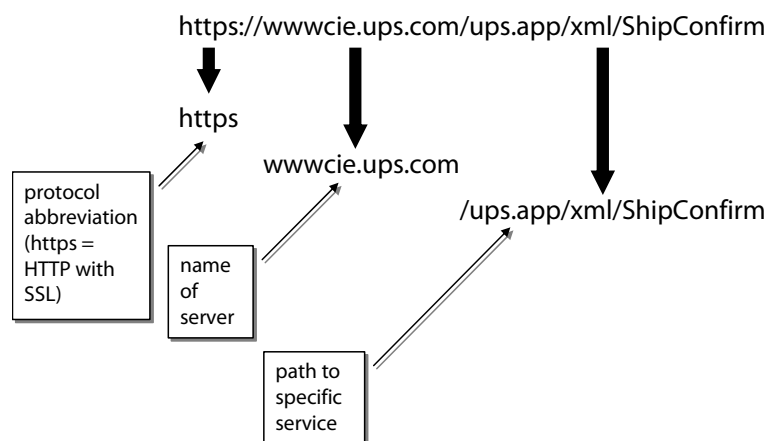 https://wwwcie.ups.com/ups.app/xml/ShipConfirm
https
wwwcie.ups.com
/ups.app/xml/ShipConfirm
protocol
abbreviation
(https =
HTTP with
SSL)
name
of
server
path to
specific
service